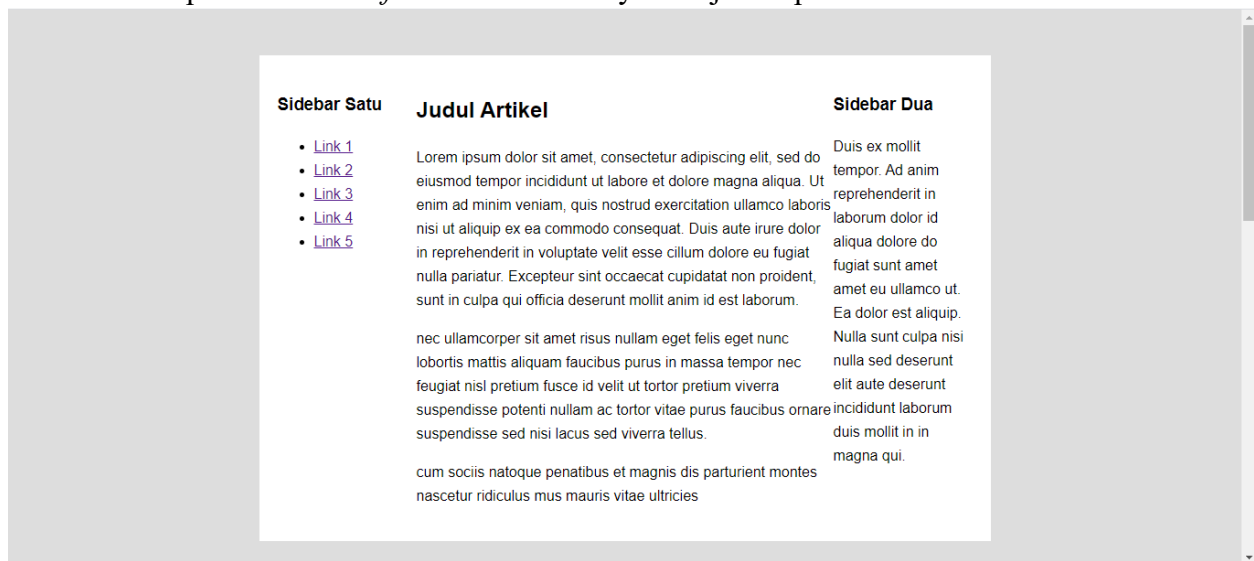 Sidebar Satu
Link 1
Link 2
Link 3
Link 4
Link 5
Judul Artikel
Lorem ipsum dolor sit amet, consectetur adipiscing elit, sed do
eiusmod tempor incididunt ut labore et dolore magna aliqua. Ut
enim ad minim veniam, quis nostrud exercitation ullamco laboris
nisi ut aliquip ex ea commodo consequat. Duis aute irure dolor
in reprehenderit in voluptate velit esse cillum dolore eu fugiat
nulla pariatur. Excepteur sint occaecat cupidatat non proident,
sunt in culpa qui officia deserunt mollit anim id est laborum.
nec ullamcorper sit amet risus nullam eget felis eget nunc
lobortis mattis aliquam faucibus purus in massa tempor nec
feugiat nisl pretium fusce id velit ut tortor pretium viverra
suspendisse potenti nullam ac tortor vitae purus faucibus ornare
suspendisse sed nisi lacus sed viverra tellus.
cum sociis natoque penatibus et magnis dis parturient montes
nascetur ridiculus mus mauris vitae ultricies
Sidebar Dua
Duis ex mollit
tempor. Ad anim
reprehenderit in
laborum dolor id
aliqua dolore do
fugiat sunt amet
amet eu ullamco ut.
Ea dolor est aliquip.
Nulla sunt culpa nisi
nulla sed deserunt
elit aute deserunt
incididunt laborum
duis mollit in in
magna qui.